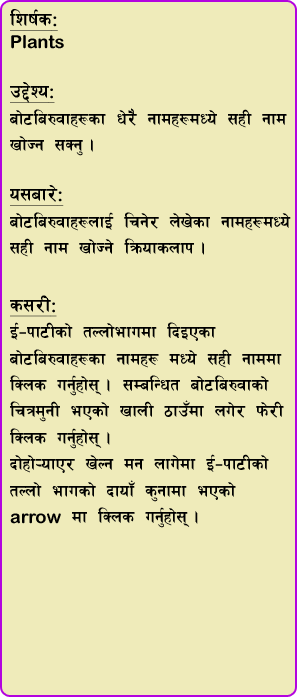 शिर्षक:
Plants
उद्देश्य:
बोटबिरुवाहरूका धेरै नामहरूमध्ये सही नाम
खोज्न सक्नु ।
यसबारे:
बोटबिरुवाहरूलाई चिनेर लेखेका नामहरूमध्ये
सही नाम खोज्ने क्रियाकलाप ।
कसरी:
ई-पाटीको तल्लोभागमा दिइएका
बोटबिरुवाहरूका नामहरू मध्ये सही नाममा
क्लिक गर्नुहोस् । सम्बन्धित बोटबिरुवाको
चित्रमुनी भएको खाली ठाउँमा लगेर फेरी
क्लिक गर्नुहोस् ।
दोहोऱ्याएर खेल्न मन लागेमा ई-पाटीको
तल्लो भागको दायाँ कुनामा भएको
arrow मा क्लिक गर्नुहोस् ।